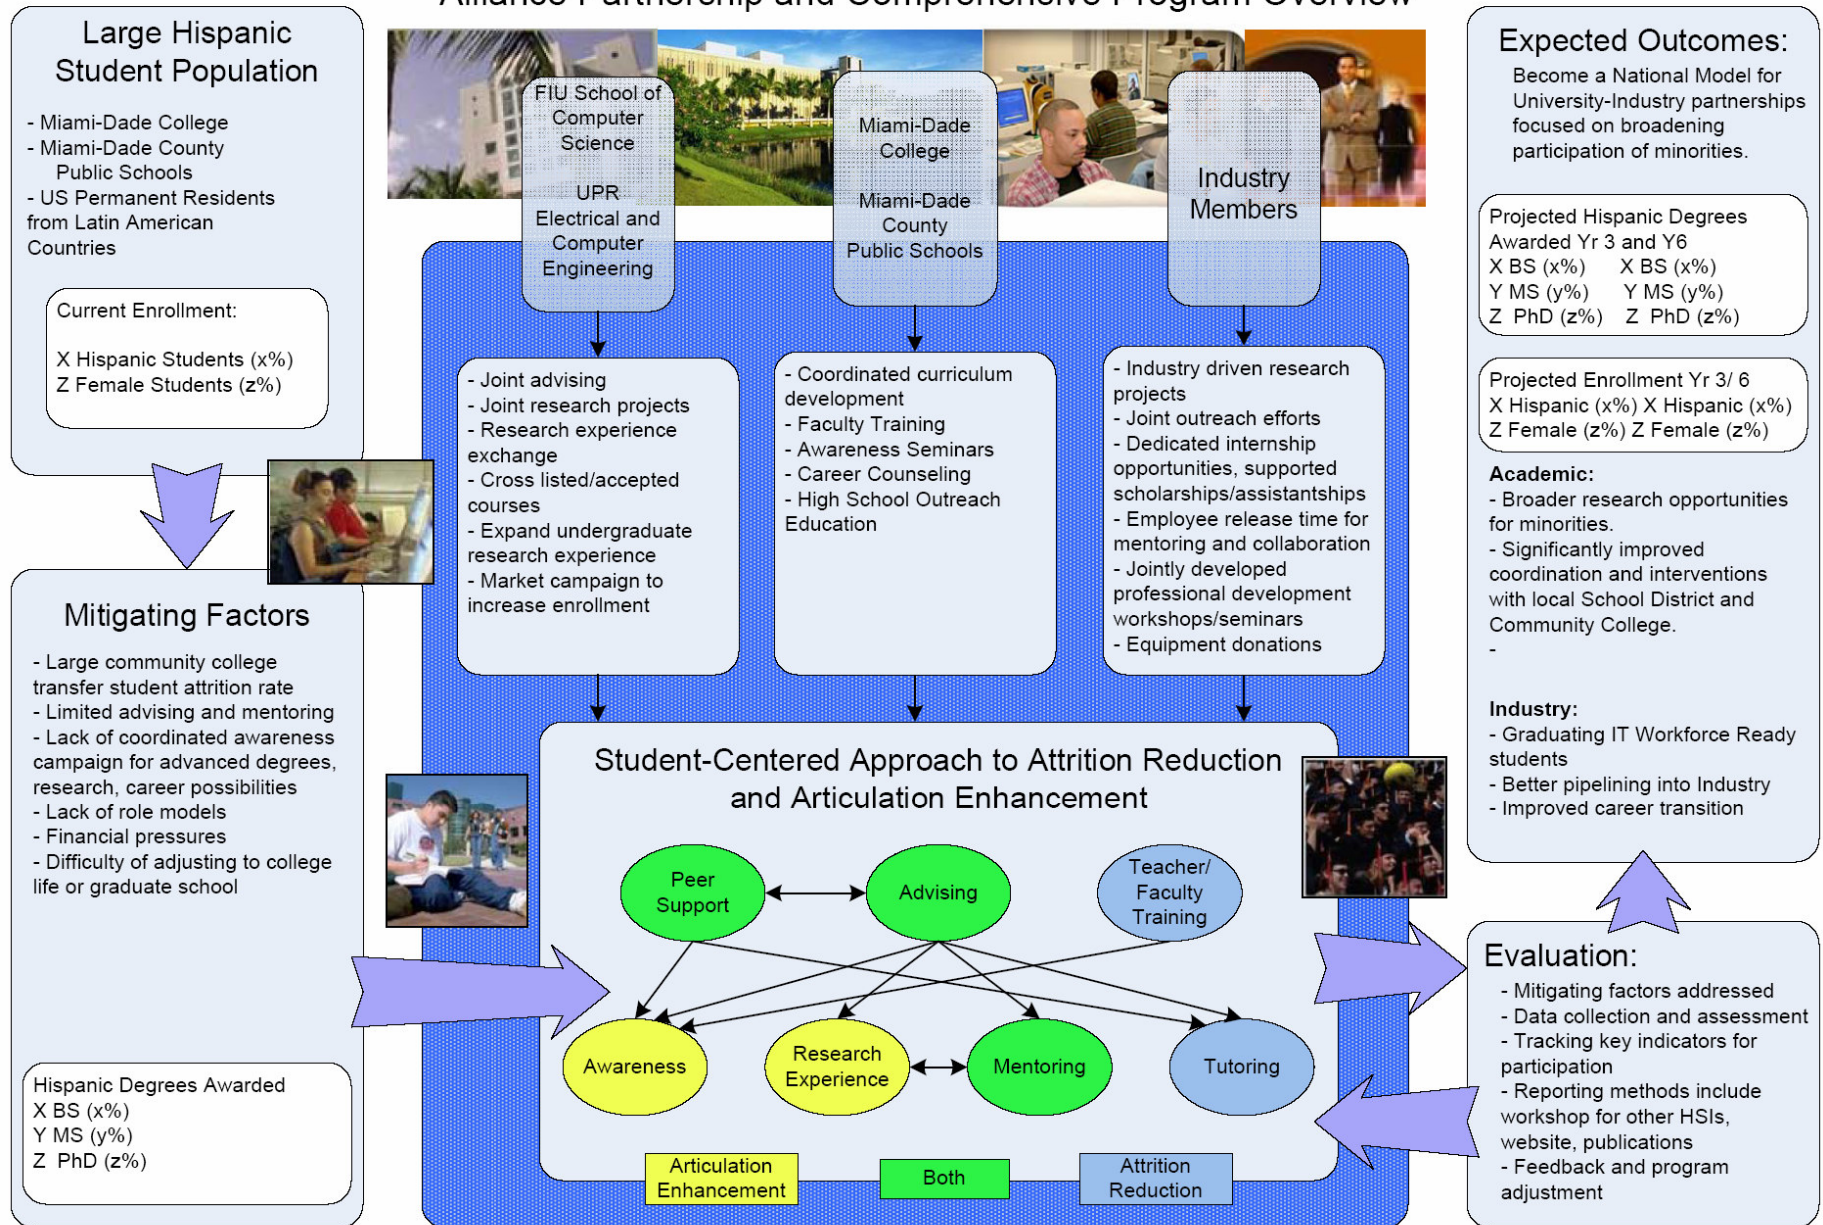 Alliance Partnership and Comprehensive Program Overview
Large Hispanic
Student Population
- Miami-Dade College
- Miami-Dade County
Public Schools
- US Permanent Residents
from Latin American
Countries
Current Enrollment:
X Hispanic Students (x%)
Z Female Students (z%)
Mitigating Factors
- Large community college
transfer student attrition rate
- Limited advising and mentoring
- Lack of coordinated awareness
campaign for advanced degrees,
research, career possibilities
- Lack of role models
- Financial pressures
- Difficulty of adjusting to college
life or graduate school
Hispanic Degrees Awarded
X BS (x%)
Y MS (y%)
Z PhD (z%)
FIU School of
Computer
Science
UPR
Electrical and
Computer
Engineering
Miami-Dade
College
Miami-Dade
County
Public Schools
Industry
Members
- Joint advising
- Joint research projects
- Research experience
exchange
- Cross listed/accepted
courses
- Expand undergraduate
research experience
- Market campaign to
increase enrollment
- Coordinated curriculum
development
- Faculty Training
- Awareness Seminars
- Career Counseling
- High School Outreach
Education
- Industry driven research
projects
- Joint outreach efforts
- Dedicated internship
opportunities, supported
scholarships/assistantships
- Employee release time for
mentoring and collaboration
- Jointly developed
professional development
workshops/seminars
- Equipment donations
Student-Centered Approach to Attrition Reduction
and Articulation Enhancement
Peer
Support
Advising
Teacher/
Faculty
Training
Awareness
Research
Experience
Mentoring
Tutoring
Articulation
Enhancement
Both
Attrition
Reduction
Expected Outcomes:
Become a National Model for
University-Industry partnerships
focused on broadening
participation of minorities.
Projected Hispanic Degrees
Awarded Yr 3 and Y6
X BS (x%) X BS (x%)
Y MS (y%) Y MS (y%)
Z PhD (z%) Z PhD (z%)
Projected Enrollment Yr 3/ 6
X Hispanic (x%) X Hispanic (x%)
Z Female (z%) Z Female (z%)
Academic:
- Broader research opportunities
for minorities.
- Significantly improved
coordination and interventions
with local School District and
Community College.
-
Industry:
- Graduating IT Workforce Ready
students
- Better pipelining into Industry
- Improved career transition
Evaluation:
- Mitigating factors addressed
- Data collection and assessment
- Tracking key indicators for
participation
- Reporting methods include
workshop for other HSIs,
website, publications
- Feedback and program
adjustment